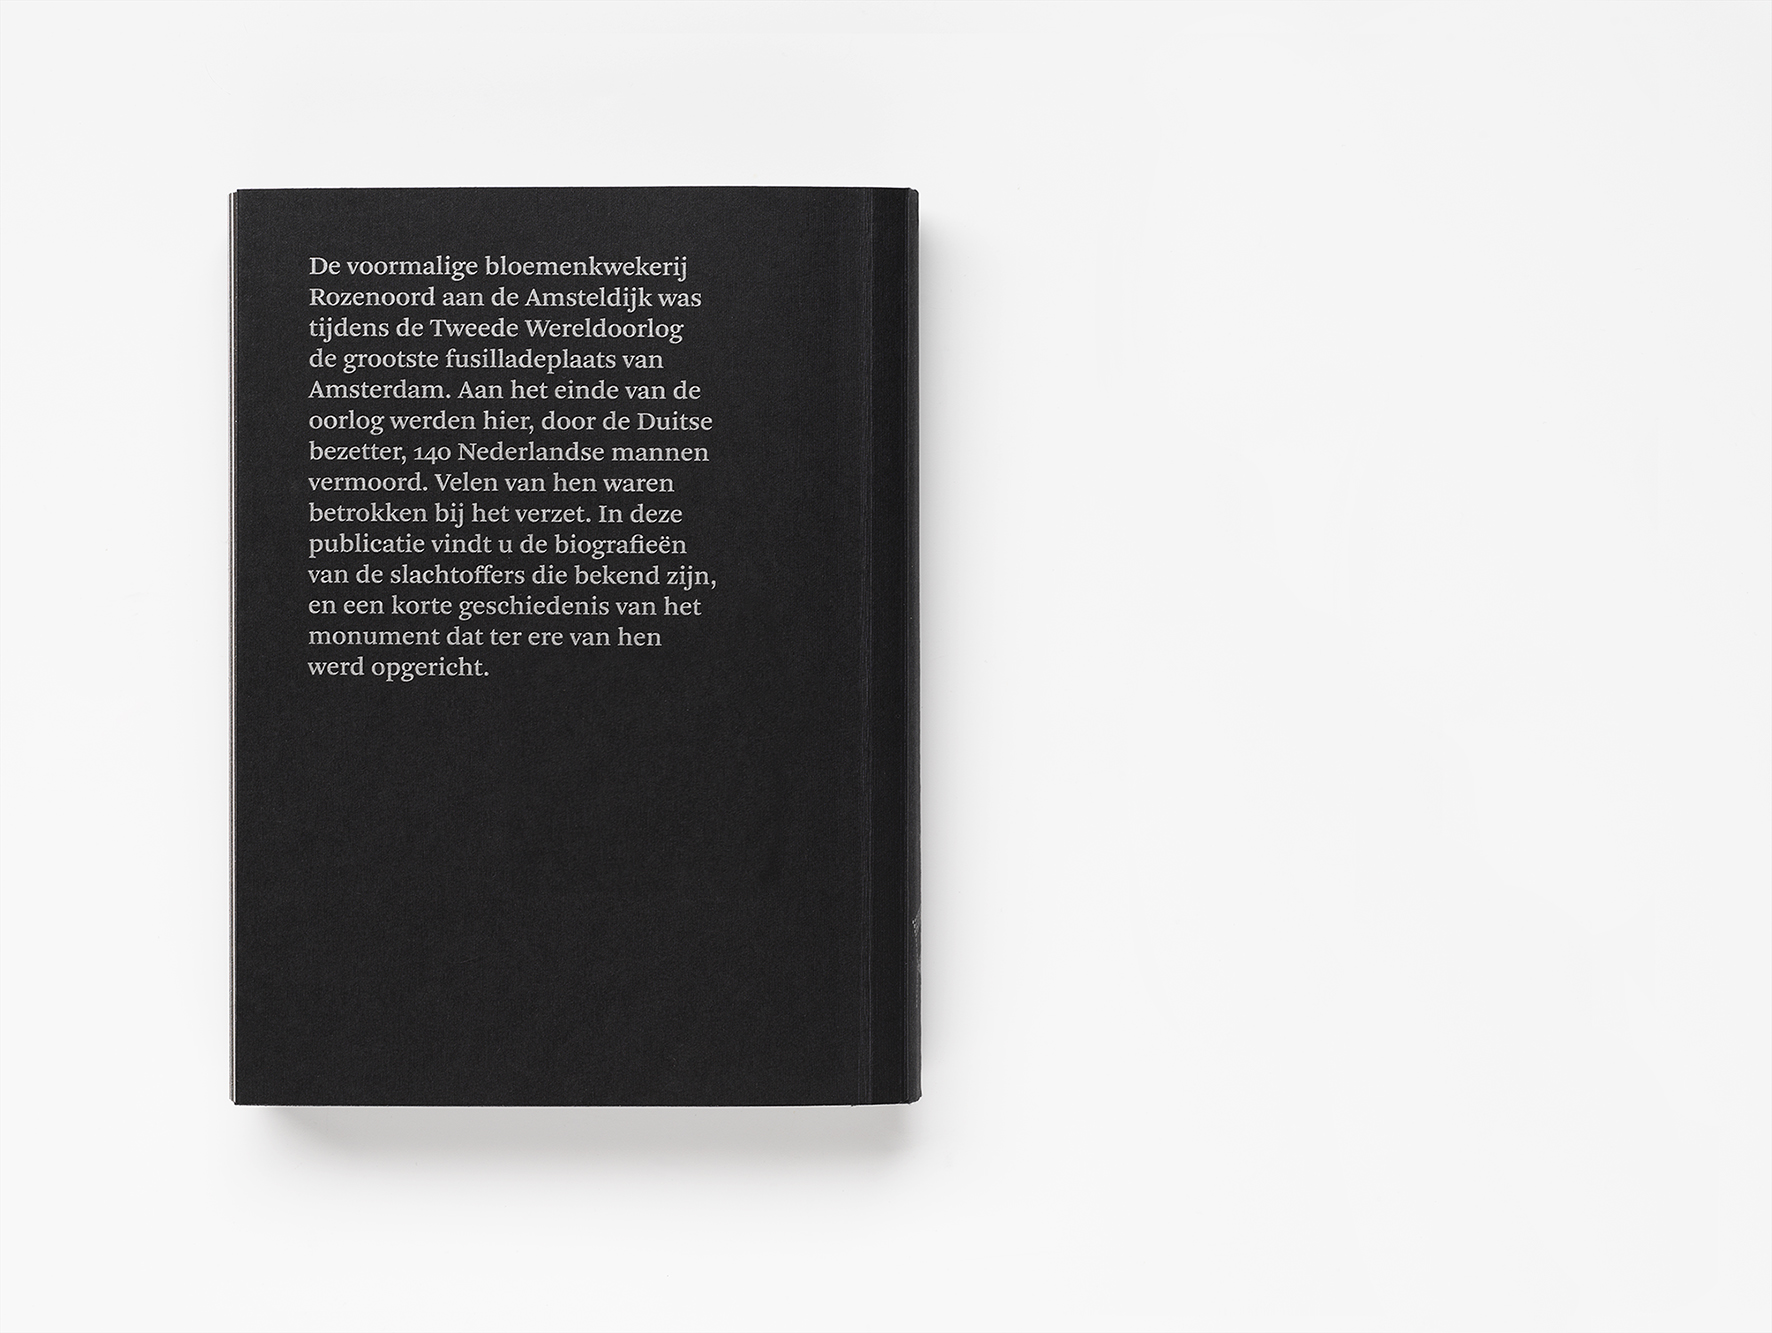 De voormalige bloemenkwekerij
Rozenoord aan de Amsteldijk was
tijdens de Tweede Wereldoorlog
de grootste fusilladeplaats van
Amsterdam. Aan het einde van de
oorlog werden hier, door de Duitse
bezetter, 140 Nederlandse mannen
vermoord. Velen van hen waren
betrokken bij het verzet. In deze
publicatie vindt u de biografieën
van de slachtoffers die bekend zijn,
en een korte geschiedenis van het
monument dat ter ere van hen
werd opgericht.